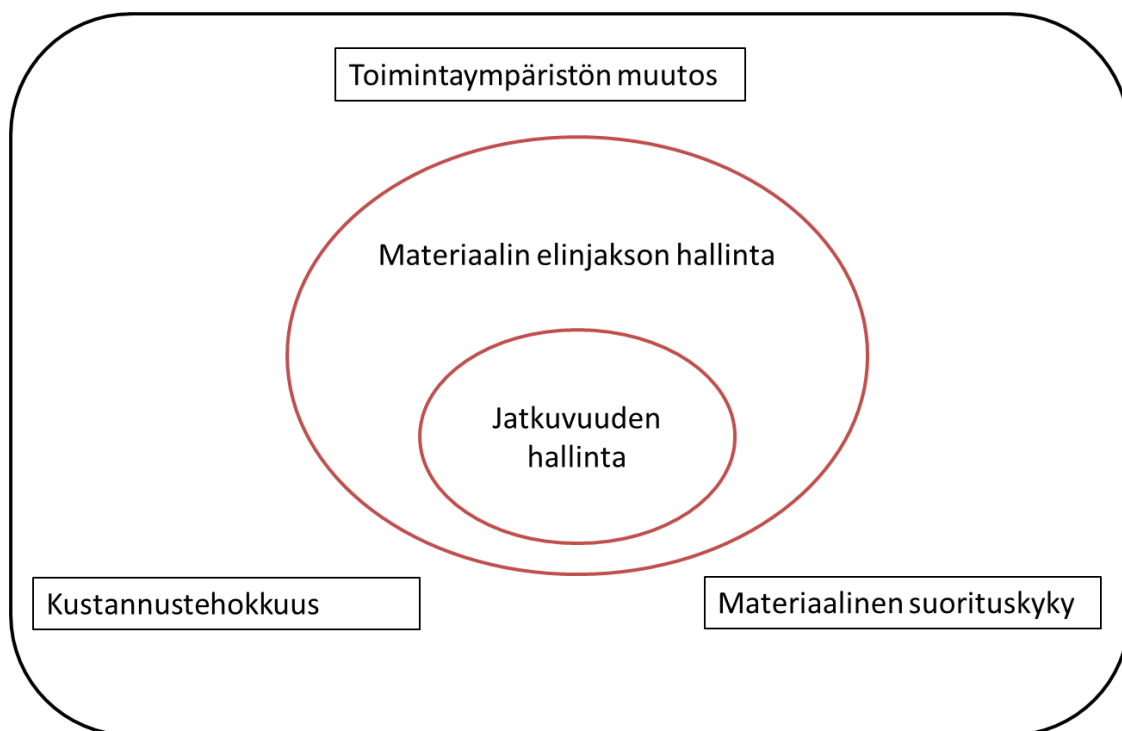 Toimintaympäristön muutos
Materiaalin elinjakson hallinta
Jatkuvuuden
hallinta
Kustannustehokkuus
Materiaalinen suorituskyky